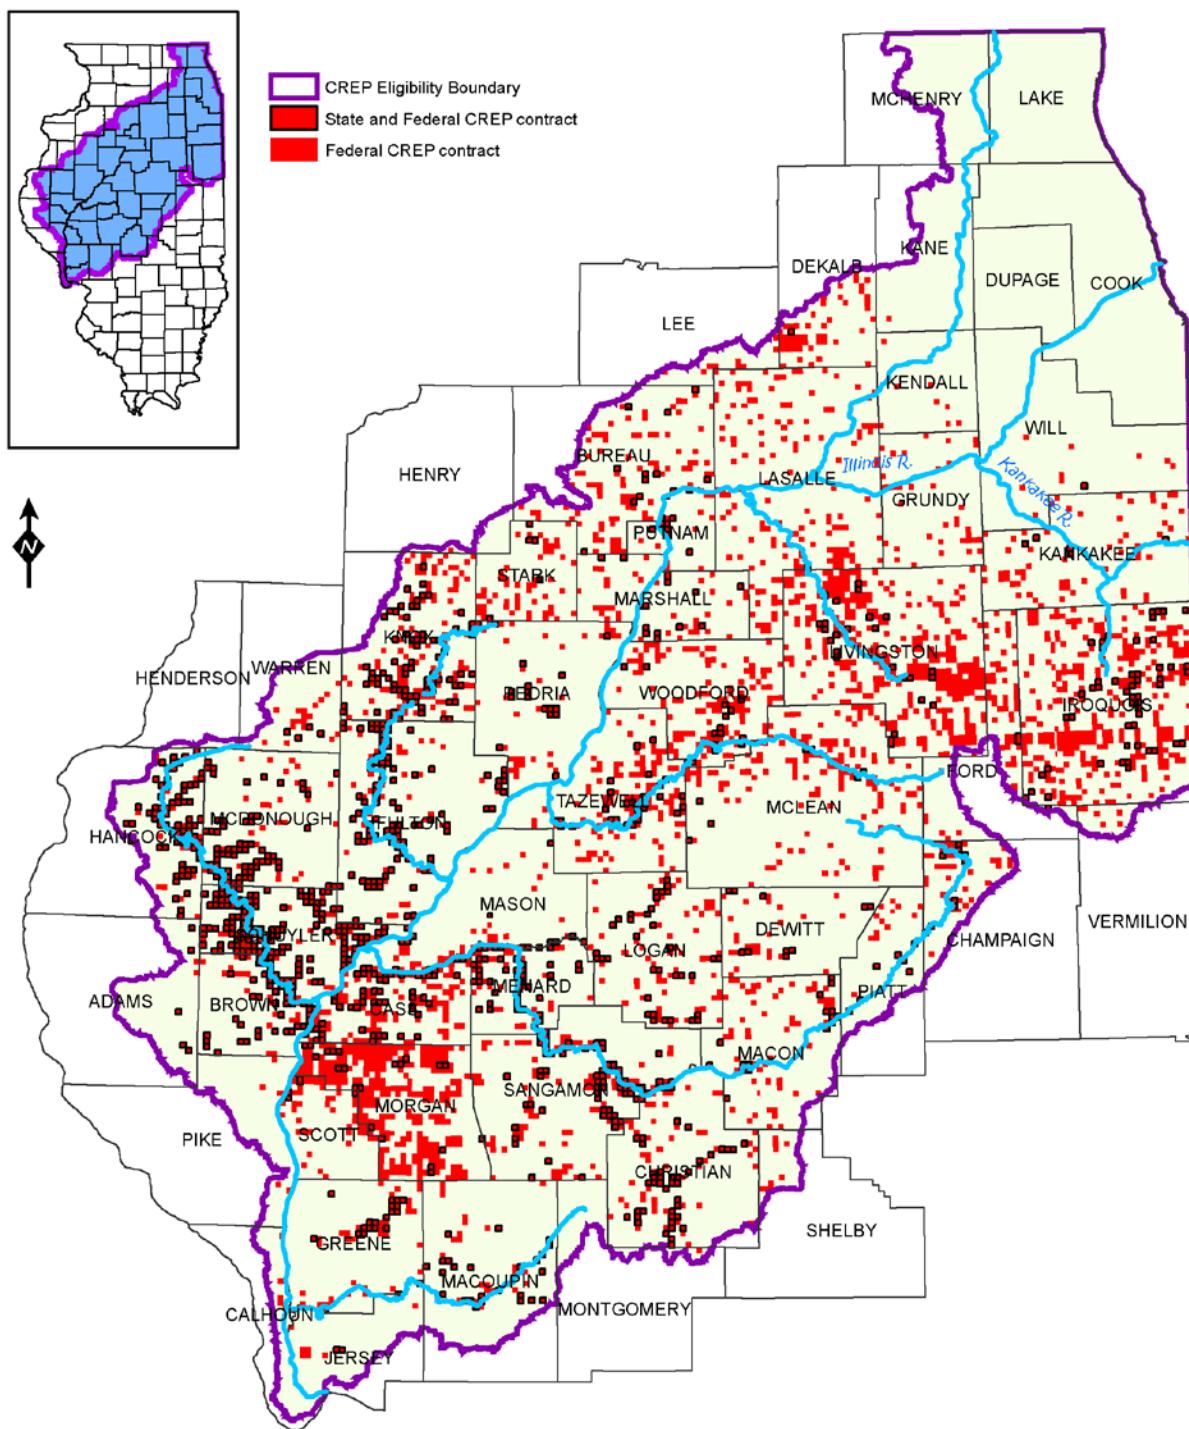 CREP Eligibility Boundary
State and Federal CREP contract
Federal CREP contract
N
MCHENRY
LAKE
KANE
DEKALB
DUPAGE
COOK
LEE
KENDALL
WILL
BUREAU
HENRY
LASALLE
Illinois R.
GRUNDY
Kankakee R.
PUTNAM
KANKAKEE
STARK
MARSHALL
KNOX
LIVINGSTON
WARREN
HENDERSON
PEORIA
WOODFORD
IROQUOIS
FORD
TAZEWELL
MCLEAN
MCDONOUGH
FULTON
HANCOCK
MASON
VERMILION
DEWITT
SCHUYLER
CHAMPAIGN
LOGAN
MENARD
PIATT
ADAMS
BROWN
CASS
MACON
SANGAMON
MORGAN
SCOTT
PIKE
CHRISTIAN
SHELBY
GREENE
MACOUPIN
MONTGOMERY
CALHOUN
JERSEY